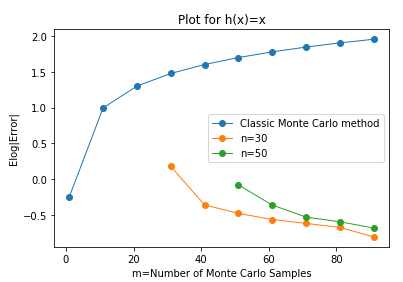 Plot for h(x)=x
Elog|Error|
2.0
1.5
1.0
0.5
0.0
−0.5
Classic Monte Carlo method
n=30
n=50
0 20 40 60 80
m=Number of Monte Carlo Samples